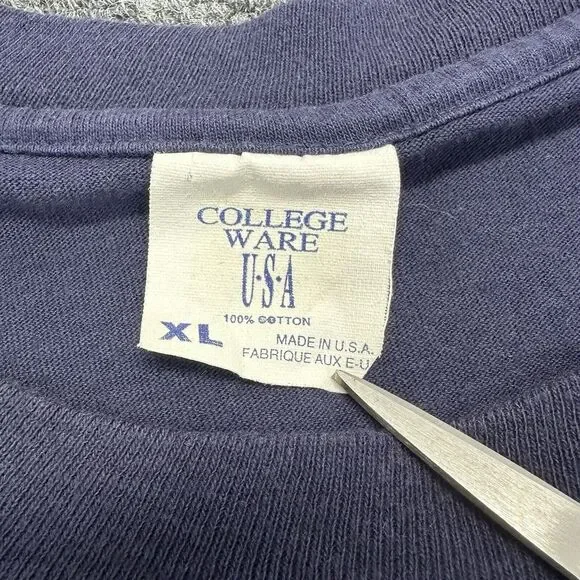 COLLEGE
WARE
U·S·A
100% COTTON
XL
MADE IN U.S.A.
FABRIQUE AUX E-U